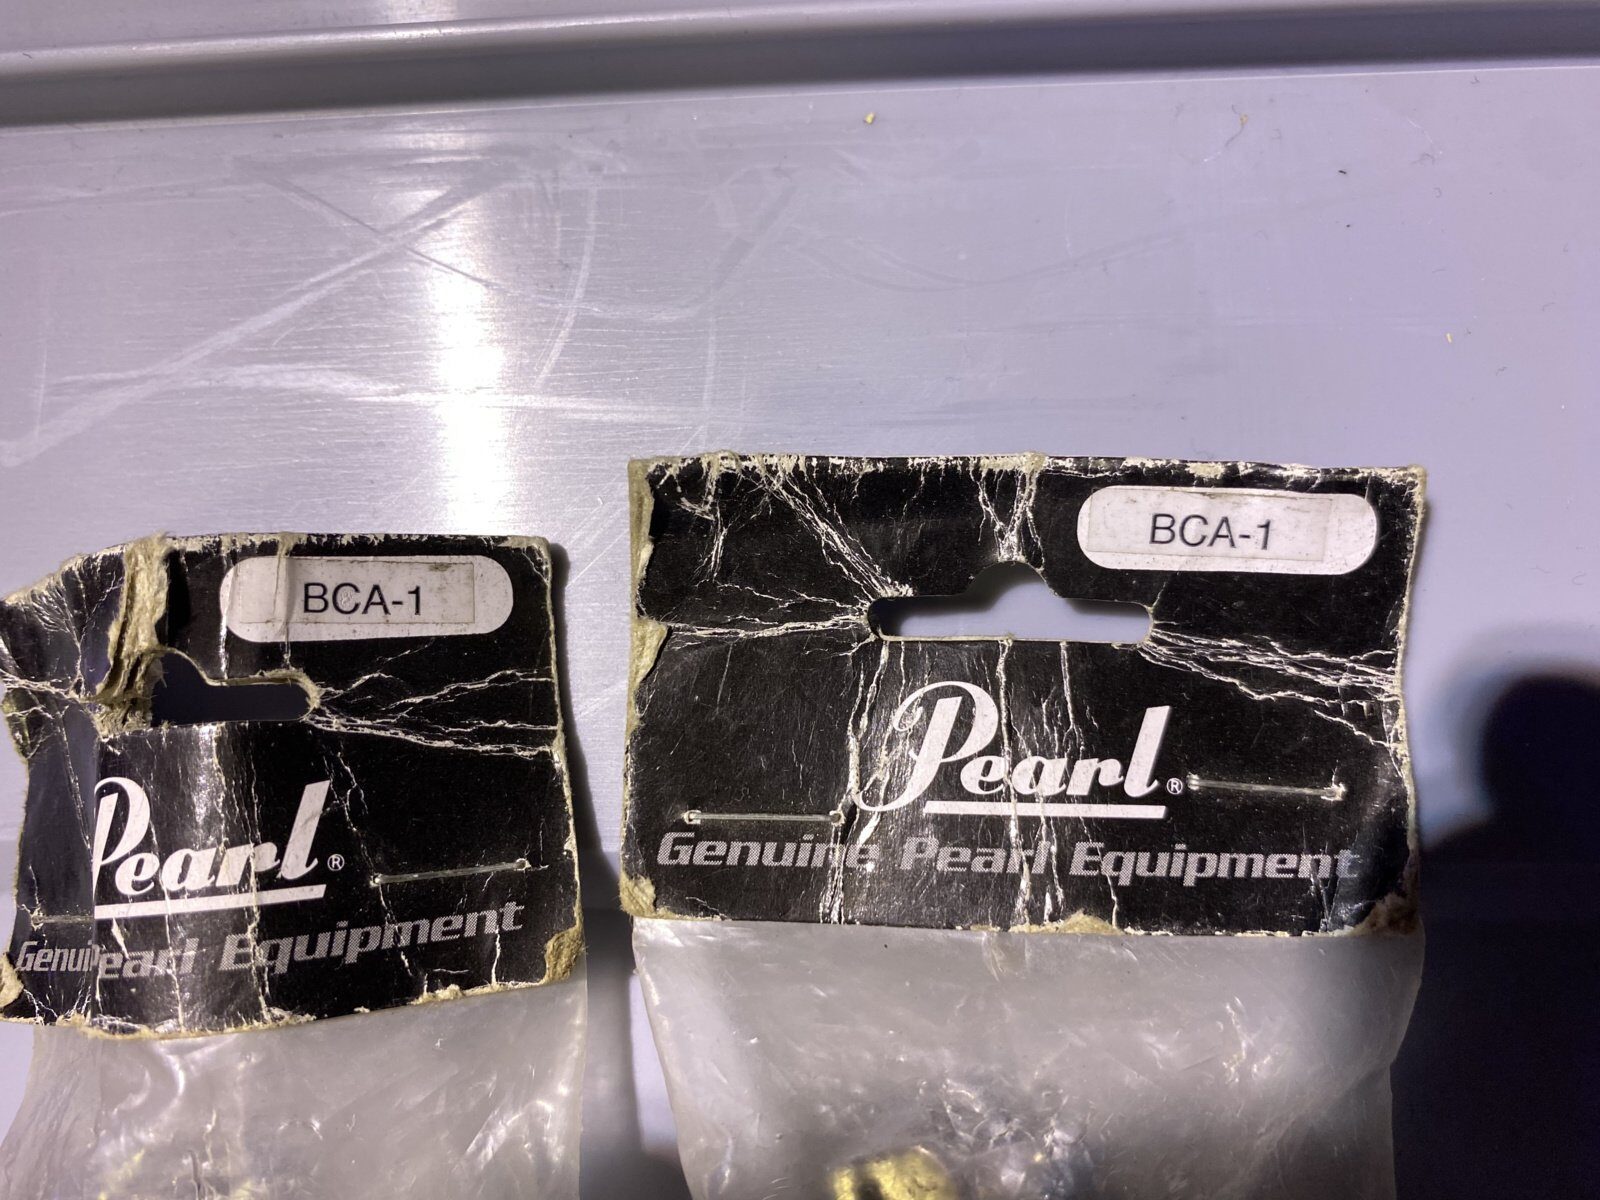 BCA-1
Pearl®
Genui Pearl Equipment
BCA-1
Pearl®
Genuine Pearl Equipment